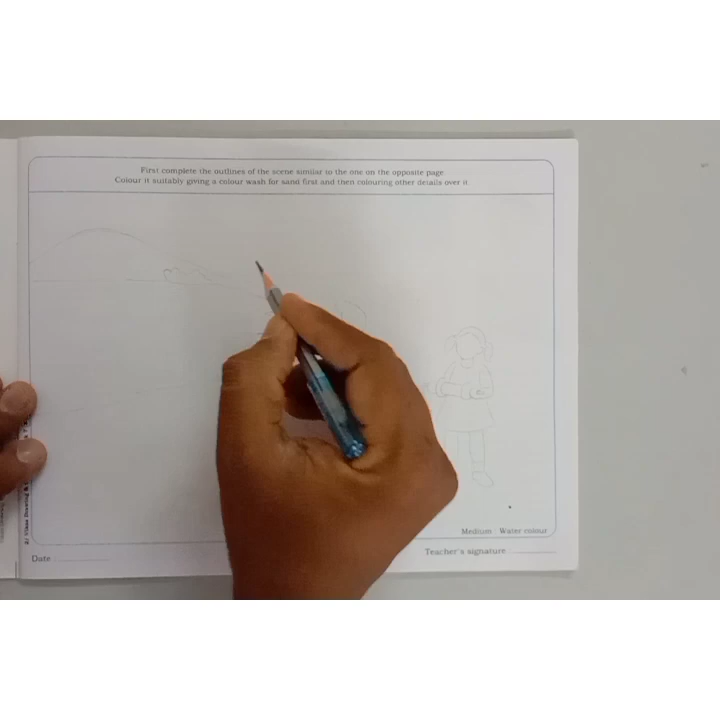 First complete the outlines of the scene similar to the one on the opposite page
Colour it suitably giving a colour wash for sand first and then colouring other details over it.
Medium : Water colour
Date :
Teacher's signature